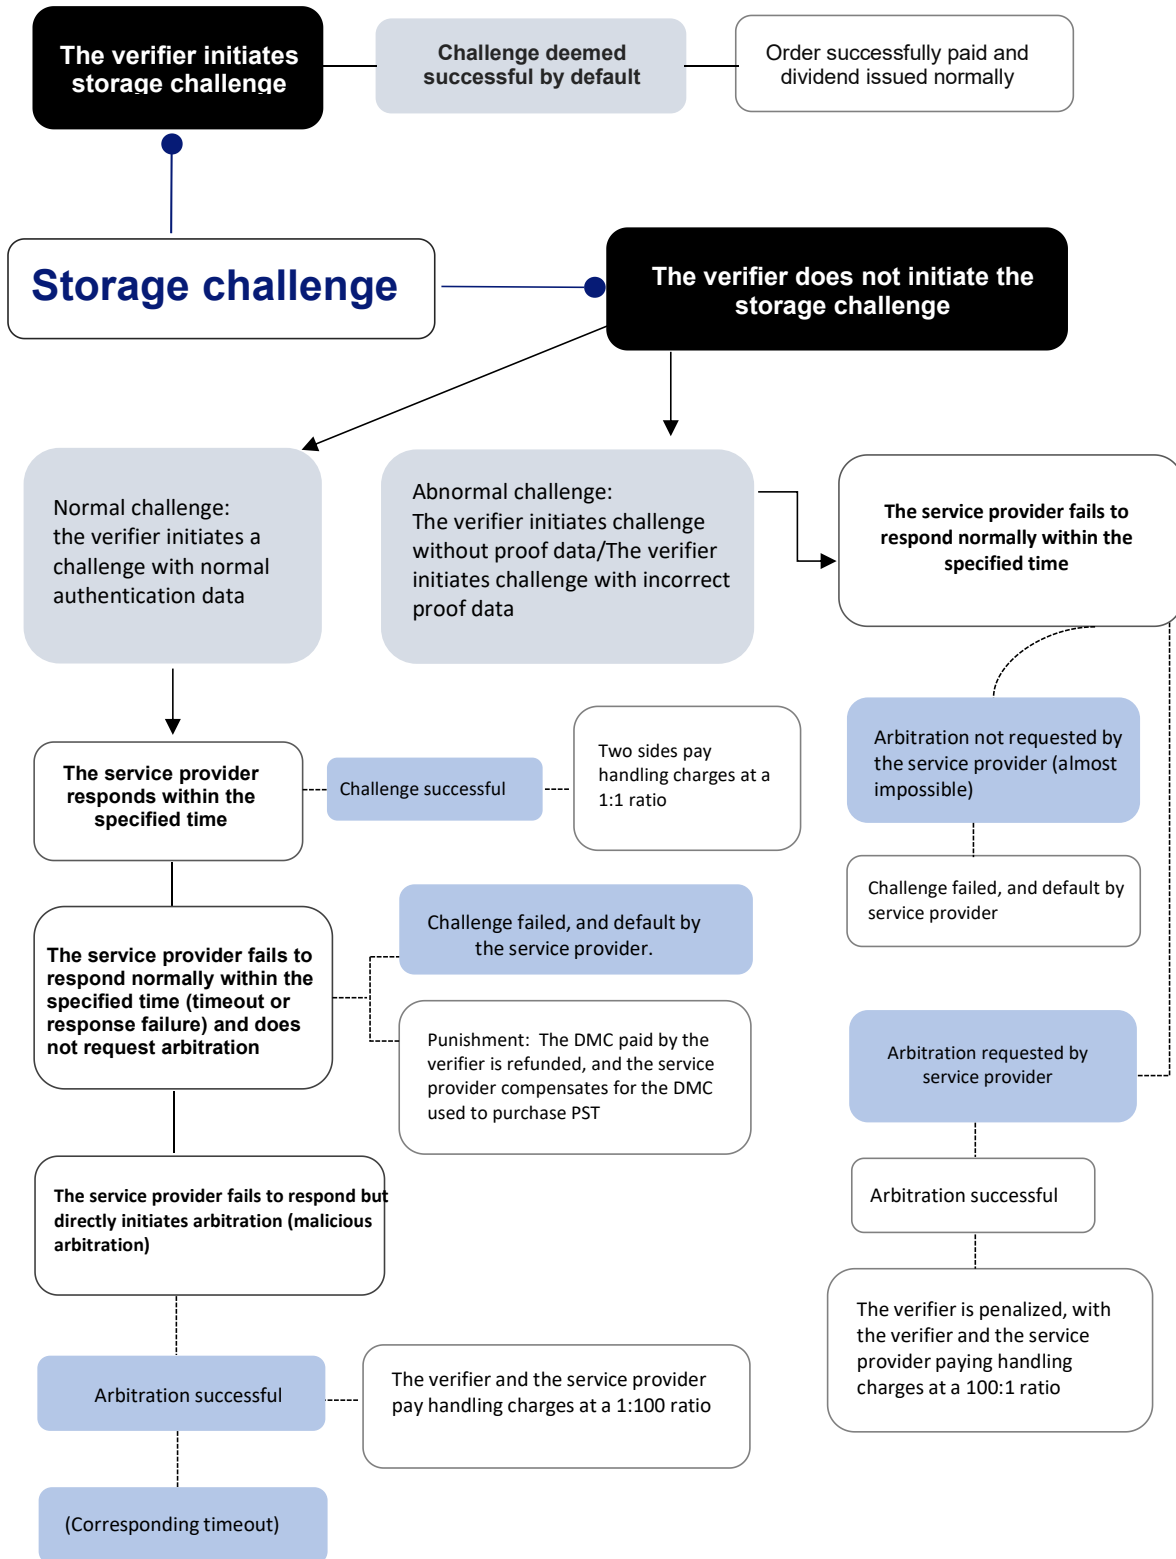 The verifier initiates
storage challenge
Challenge deemed
successful by default
Order successfully paid and
dividend issued normally
Storage challenge
The verifier does not initiate the
storage challenge
Normal challenge:
the verifier initiates a
challenge with normal
authentication data
Abnormal challenge:
The verifier initiates challenge
without proof data/The verifier
initiates challenge with incorrect
proof data
The service provider fails to
respond normally within the
specified time
Arbitration not requested by
the service provider (almost
impossible)
The service provider
responds within the
specified time
Challenge successful
Two sides pay
handling charges at a
1:1 ratio
Challenge failed, and default by
service provider
The service provider fails to
respond normally within the
specified time (timeout or
response failure) and does
not request arbitration
Challenge failed, and default by
the service provider.
Punishment: The DMC paid by the
verifier is refunded, and the service
provider compensates for the DMC
used to purchase PST
Arbitration requested by
service provider
Arbitration successful
The service provider fails to respond but
directly initiates arbitration (malicious
arbitration)
The verifier is penalized, with
the verifier and the service
provider paying handling
charges at a 100:1 ratio
Arbitration successful
The verifier and the service provider
pay handling charges at a 1:100 ratio
(Corresponding timeout)